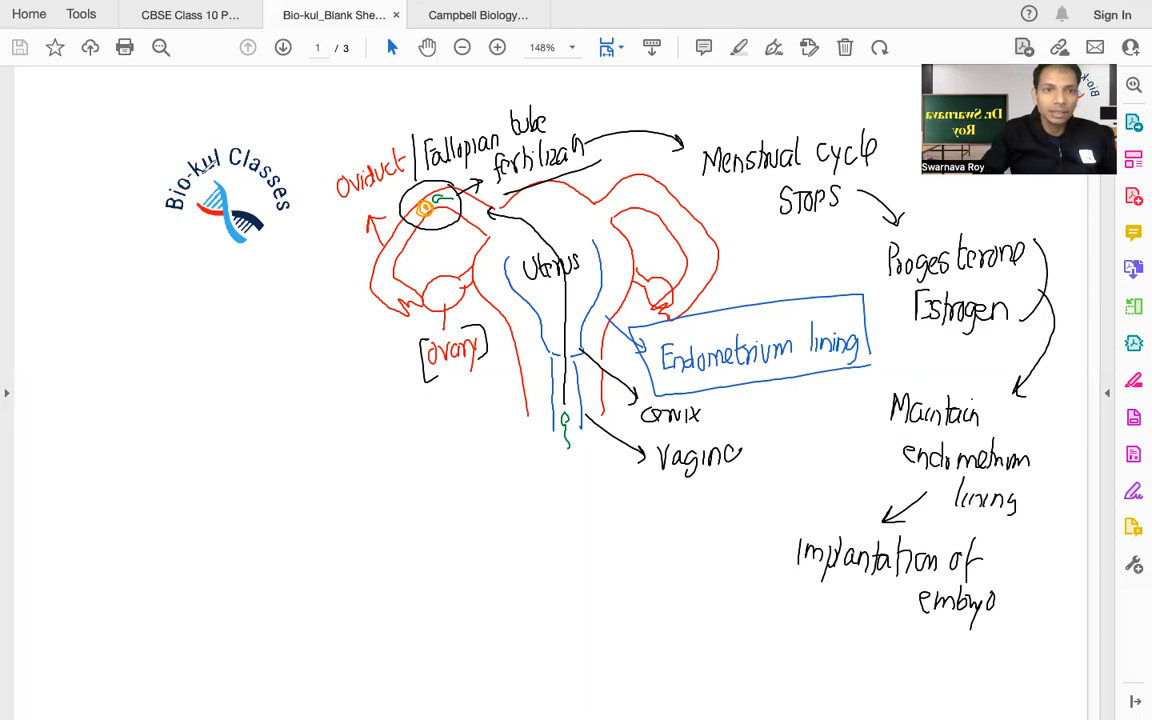 Home
Tools
CBSE Class 10 P...
Bio-kul_Blank She...
×
Campbell Biology...
Sign In
1 / 3
148%
Bio-kul Classes
Oviduct
Fallopian tube
fertilizan
Menstrual cycle
STOPS
Progesterone
Estrogen
Uterus
[ovary]
Endometrium lining
cervix
vagina
Maintain
endometrium
lining
Implantation of
embryo
Dr. Swarnava
Roy
Bio-k
Swarnava Roy